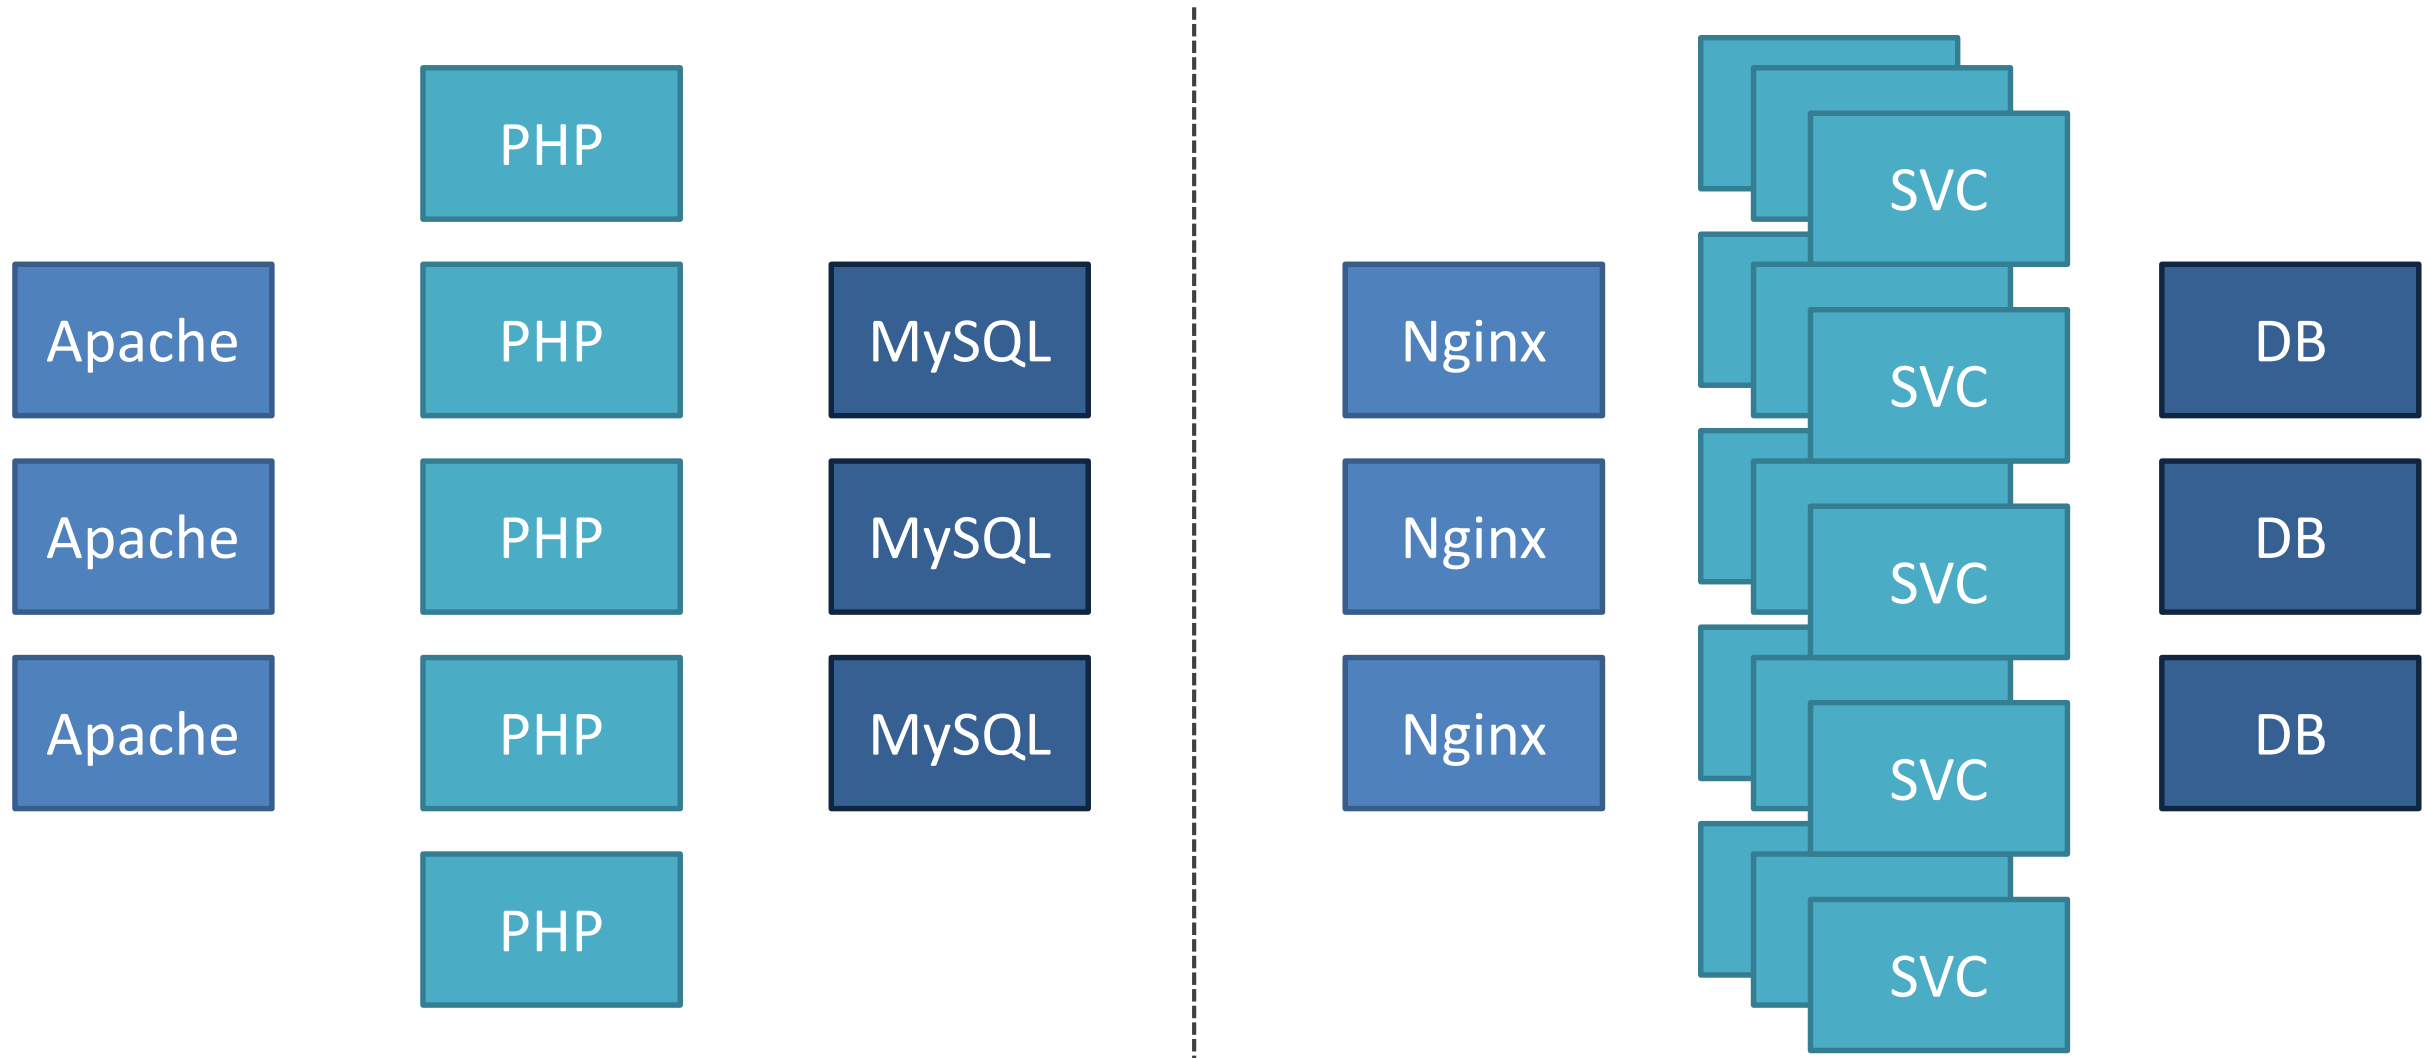 PHP
Apache
PHP
MySQL
Apache
PHP
MySQL
Apache
PHP
MySQL
PHP
SVC
Nginx
SVC
DB
Nginx
SVC
DB
Nginx
SVC
DB
SVC